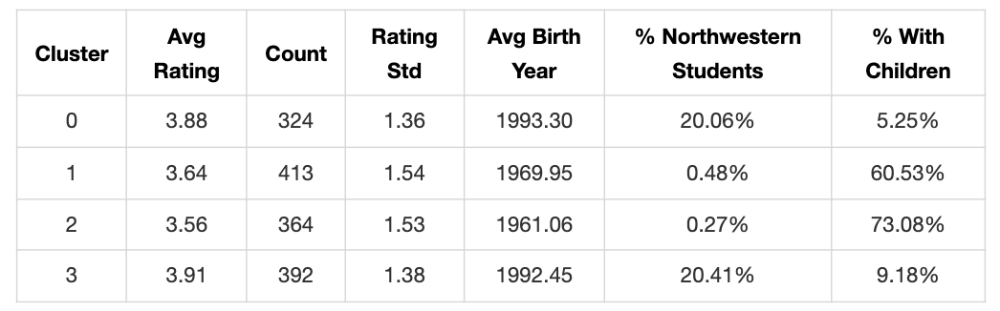 Cluster Avg Rating Count Rating Std Avg Birth Year % Northwestern Students % With Children
0 3.88 324 1.36 1993.30 20.06% 5.25%
1 3.64 413 1.54 1969.95 0.48% 60.53%
2 3.56 364 1.53 1961.06 0.27% 73.08%
3 3.91 392 1.38 1992.45 20.41% 9.18%